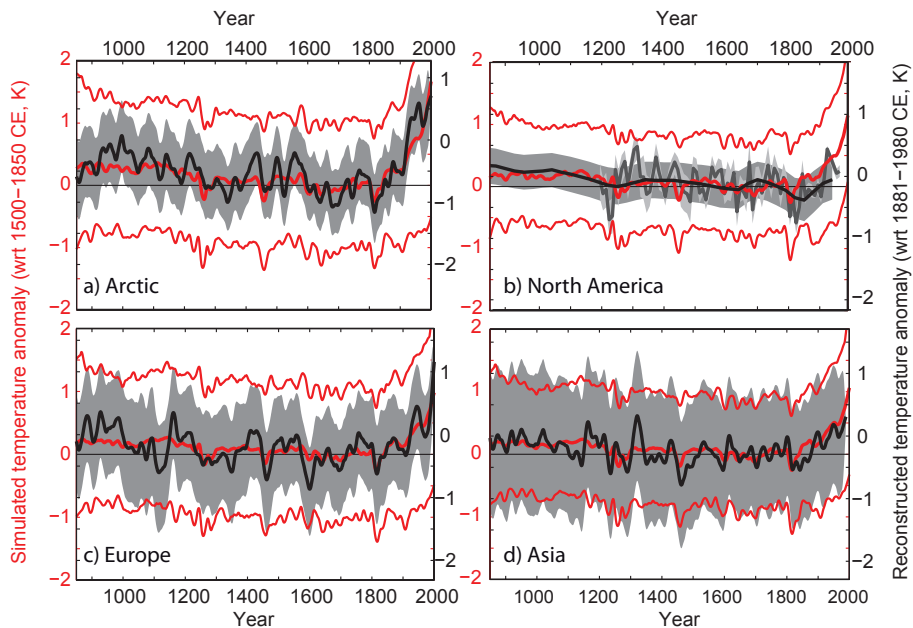 Year
Year
1000 1200 1400 1600 1800 2000
1000 1200 1400 1600 1800 2000
Simulated temperature anomaly (wrt 1500−1850 CE, K)
2
1
0
−1
−2
1
0
−1
−2
a) Arctic
2
1
0
−1
−2
1
0
−1
−2
b) North America
Reconstructed temperature anomaly (wrt 1881−1980 CE, K)
2
1
0
−1
−2
1
0
−1
−2
c) Europe
2
1
0
−1
−2
1
0
−1
−2
d) Asia
1000 1200 1400 1600 1800 2000
1000 1200 1400 1600 1800 2000
Year
Year